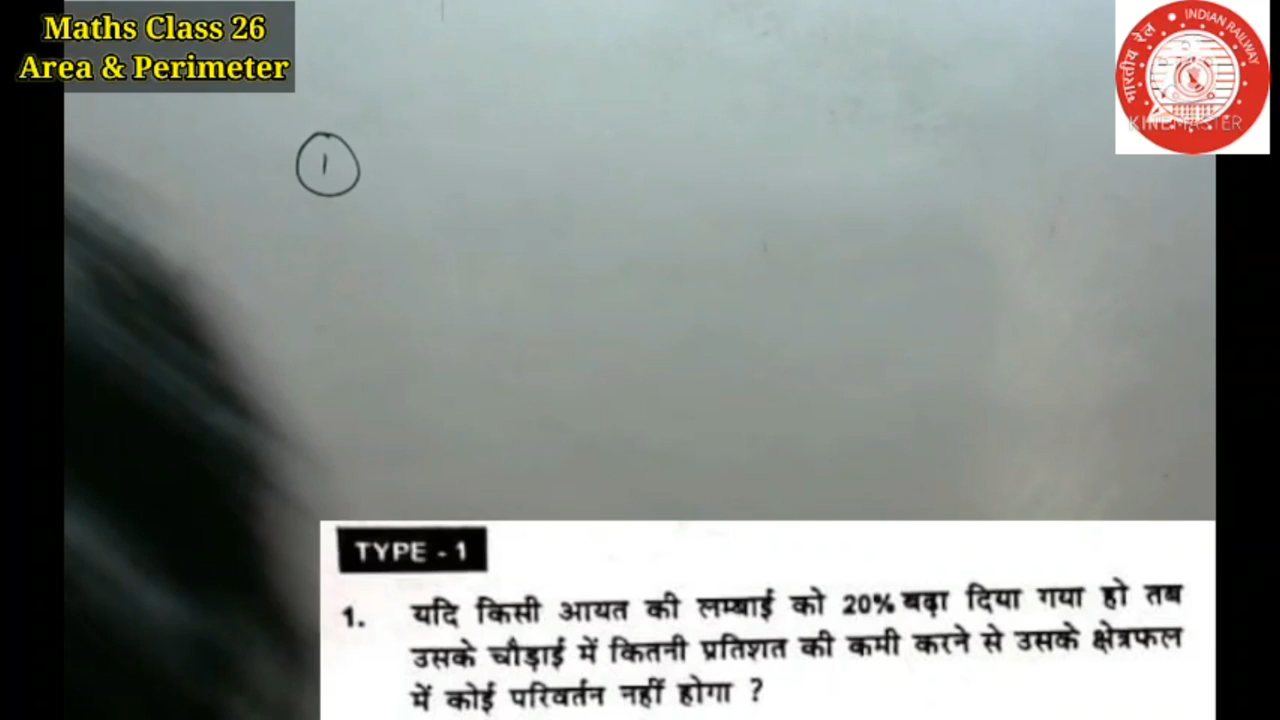 Maths Class 26
Area & Perimeter
भारतीय रेल
INDIAN RAILWAY
KINEMASTER
1
TYPE - 1
1. यदि किसी आयत की लम्बाई को 20% बढ़ा दिया गया हो तब
उसके चौड़ाई में कितनी प्रतिशत की कमी करने से उसके क्षेत्रफल
में कोई परिवर्तन नहीं होगा ?